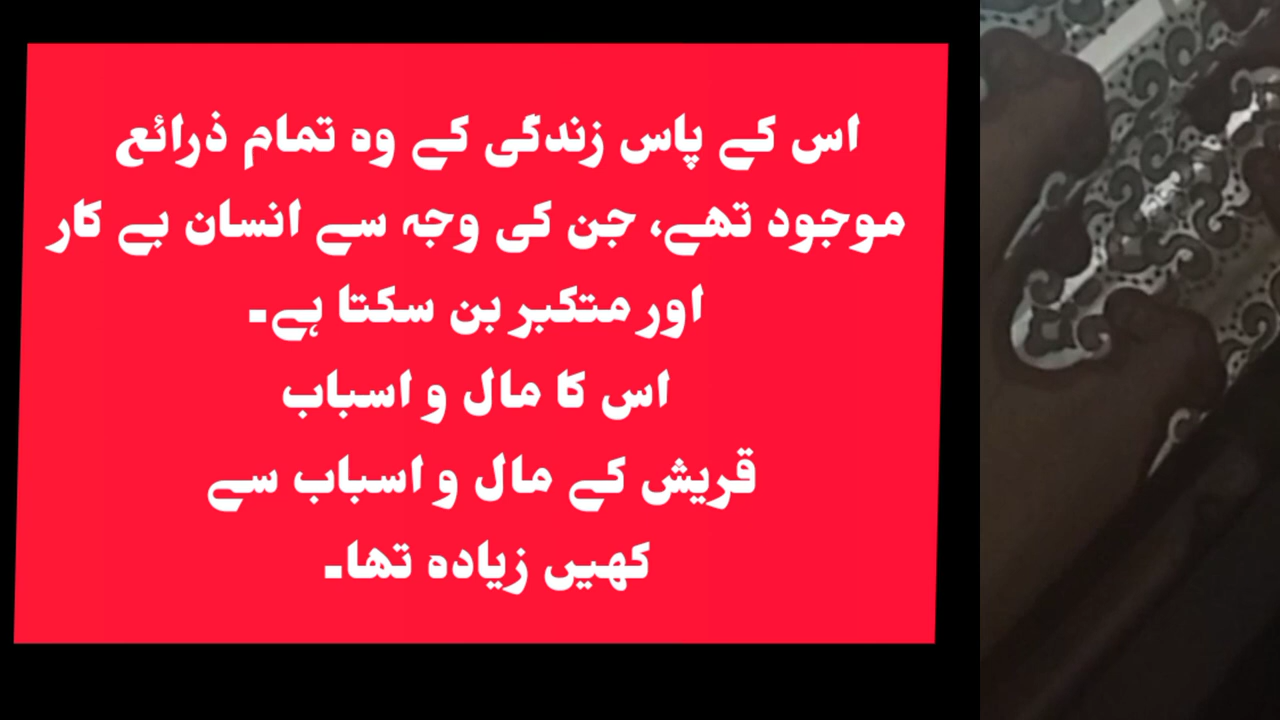 اس کے پاس زندگی کے وہ تمام ذرائع
موجود تھے، جن کی وجہ سے انسان بے کار
اور متکبر بن سکتا ہے۔
اس کا مال و اسباب
قریش کے مال و اسباب سے
کھیں زیادہ تھا۔